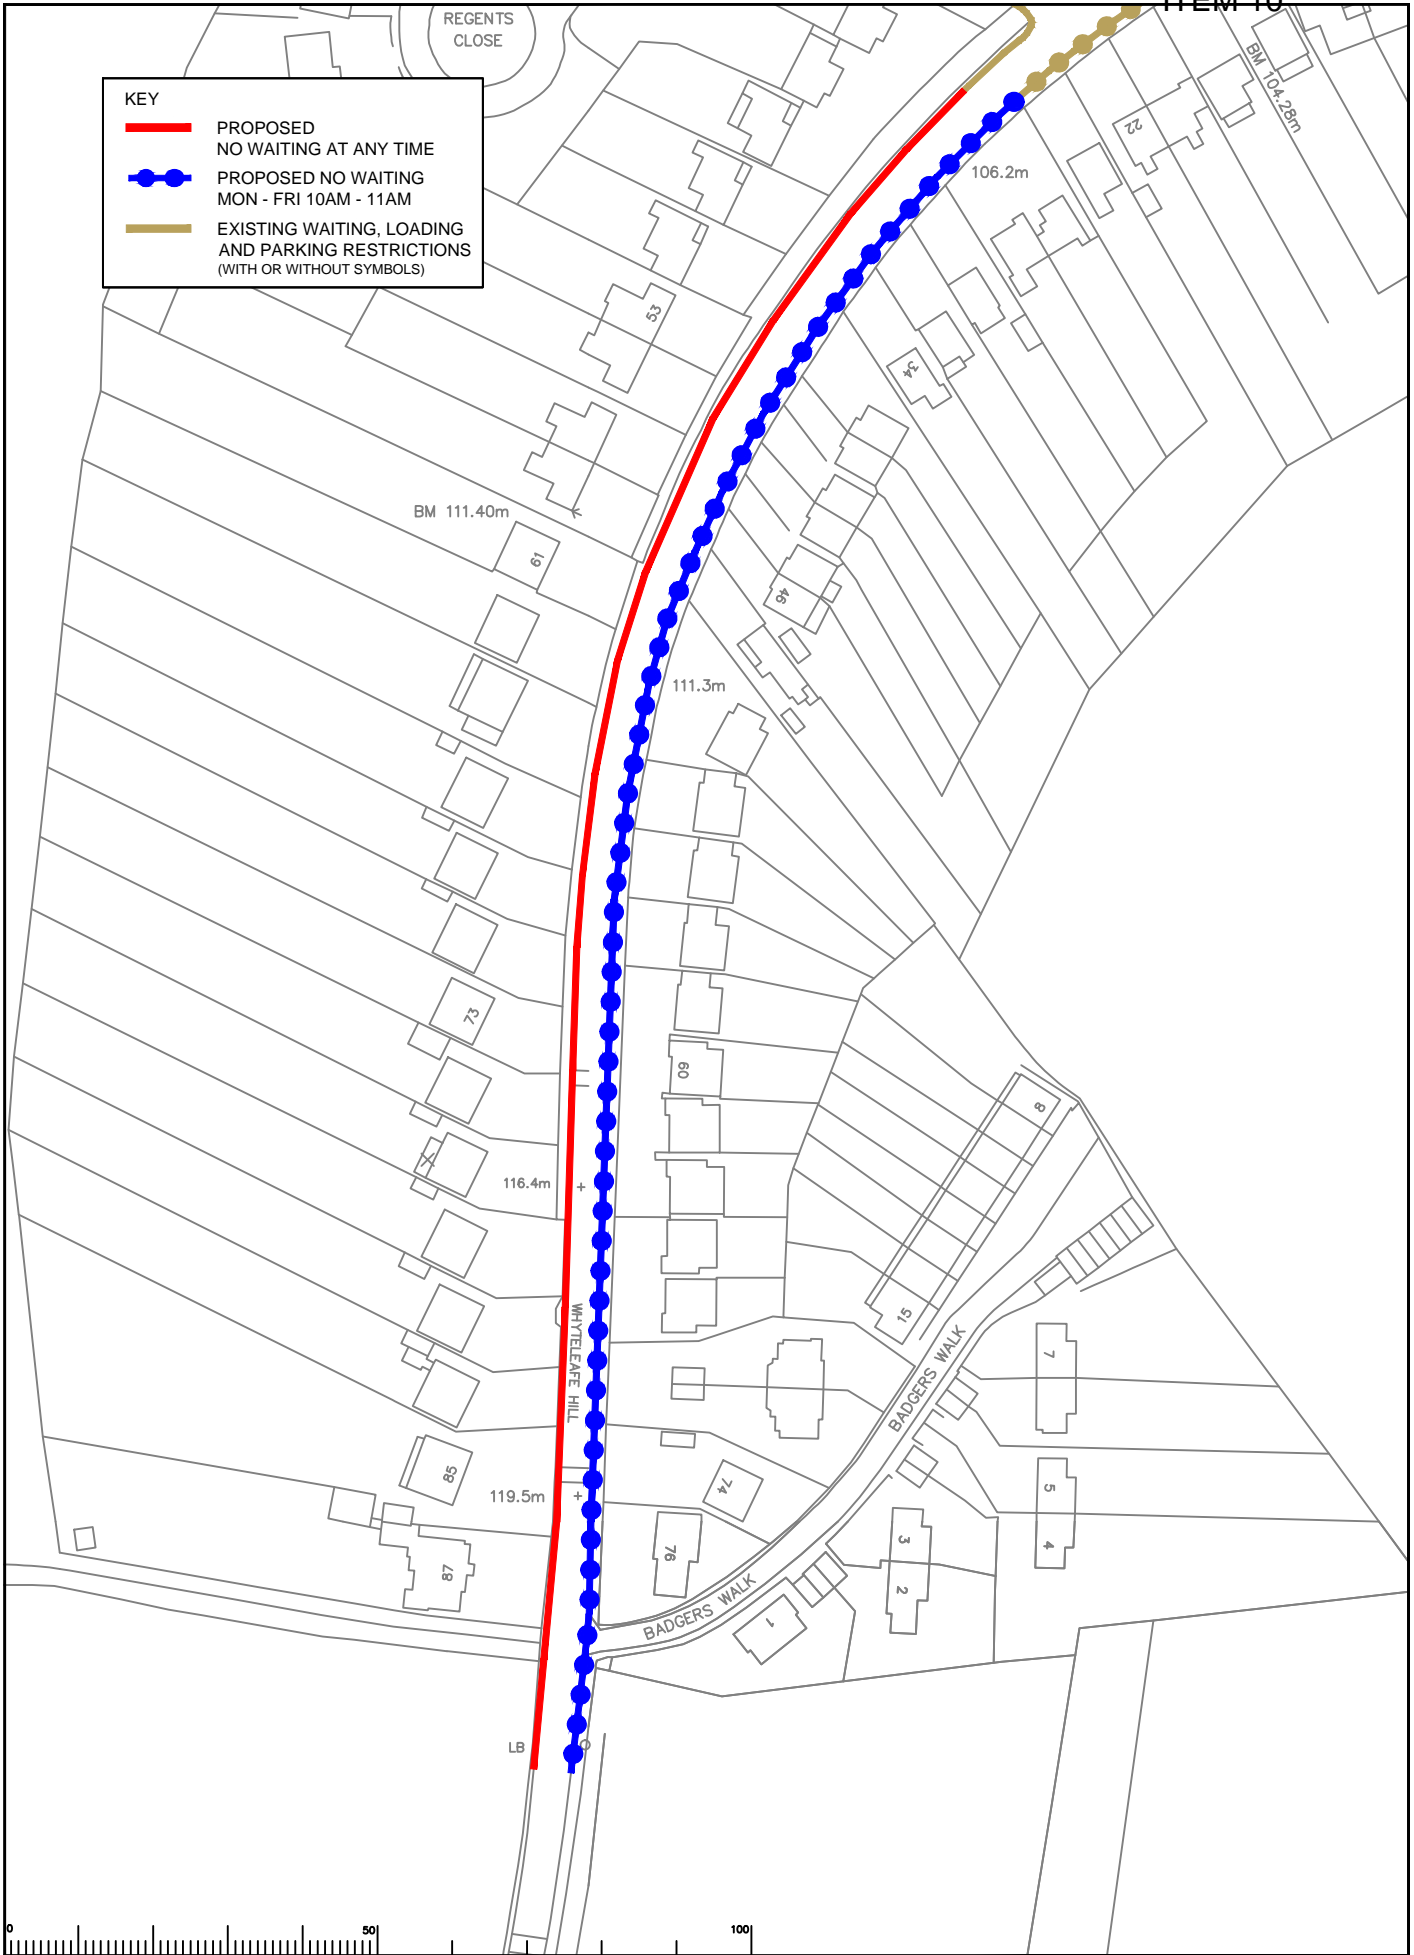 ITEM 10
REGENTS
CLOSE
KEY
PROPOSED
NO WAITING AT ANY TIME
PROPOSED NO WAITING
MON - FRI 10AM - 11AM
EXISTING WAITING, LOADING
AND PARKING RESTRICTIONS
(WITH OR WITHOUT SYMBOLS)
BM 104.28m
22
106.2m
53
34
BM 111.40m
61
46
111.3m
73
60
8
116.4m
15
WHYTELEAFE HILL
BADGERS WALK
7
85
74
5
119.5m
76
3
4
87
2
BADGERS WALK
1
LB
0
50
100